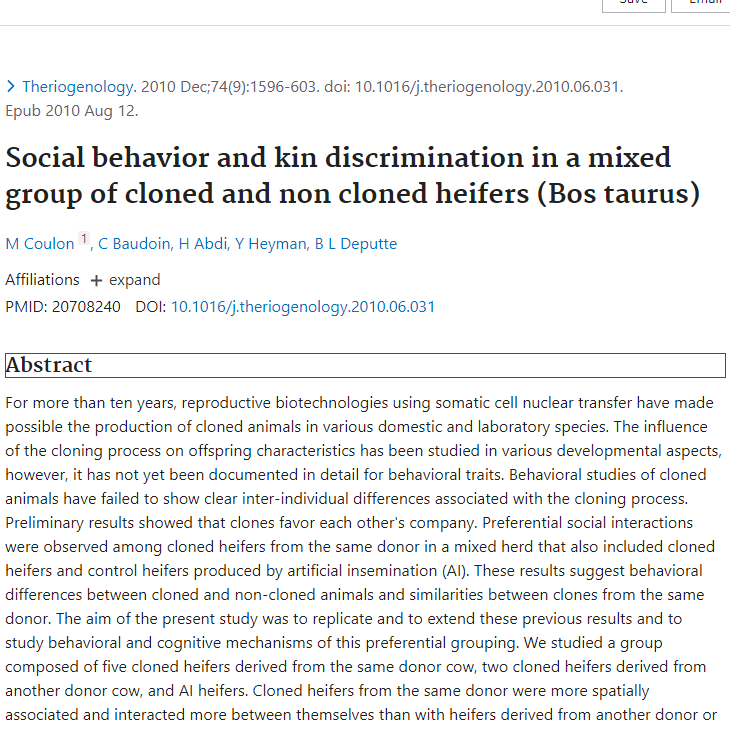 Save Email
Theriogenology. 2010 Dec;74(9):1596-603. doi: 10.1016/j.theriogenology.2010.06.031.
Epub 2010 Aug 12.
Social behavior and kin discrimination in a mixed
group of cloned and non cloned heifers (Bos taurus)
M Coulon 1, C Baudoin, H Abdi, Y Heyman, B L Deputte
Affiliations + expand
PMID: 20708240 DOI: 10.1016/j.theriogenology.2010.06.031
Abstract
For more than ten years, reproductive biotechnologies using somatic cell nuclear transfer have made
possible the production of cloned animals in various domestic and laboratory species. The influence
of the cloning process on offspring characteristics has been studied in various developmental aspects,
however, it has not yet been documented in detail for behavioral traits. Behavioral studies of cloned
animals have failed to show clear inter-individual differences associated with the cloning process.
Preliminary results showed that clones favor each other's company. Preferential social interactions
were observed among cloned heifers from the same donor in a mixed herd that also included cloned
heifers and control heifers produced by artificial insemination (AI). These results suggest behavioral
differences between cloned and non-cloned animals and similarities between clones from the same
donor. The aim of the present study was to replicate and to extend these previous results and to
study behavioral and cognitive mechanisms of this preferential grouping. We studied a group
composed of five cloned heifers derived from the same donor cow, two cloned heifers derived from
another donor cow, and AI heifers. Cloned heifers from the same donor were more spatially
associated and interacted more between themselves than with heifers derived from another donor or